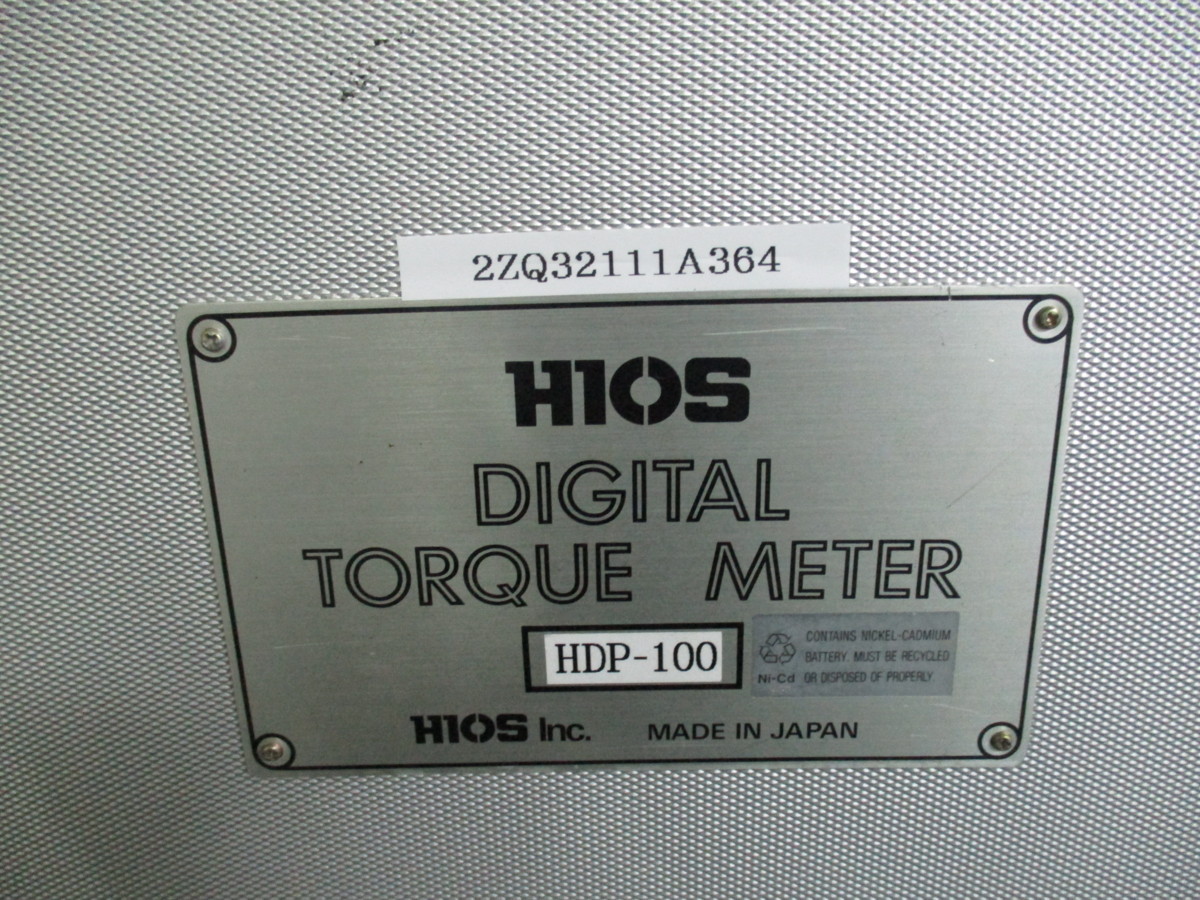 2ZQ32111A364
HIOS
DIGITAL
TORQUE METER
HDP-100
CONTAINS NICKEL-CADMIUM
BATTERY. MUST BE RECYCLED
Ni-Cd OR DISPOSED OF PROPERLY.
HIOS Inc. MADE IN JAPAN